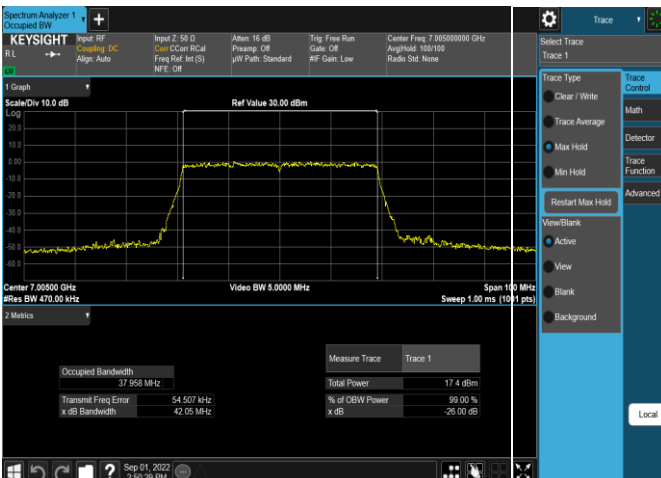 Spectrum Analyzer 1
Occupied BW
KEYSIGHT
R L
Input: RF
Coupling: DC
Align: Auto
Input Z: 50 Ω
Corr CCorr RCal
Freq Ref: Int (S)
NFE: Off
Atten: 16 dB
Preamp: Off
µW Path: Standard
Trig: Free Run
Gate: Off
#IF Gain: Low
Center Freq: 7.005000000 GHz
Avg|Hold: 100/100
Radio Std: None
1 Graph
Scale/Div 10.0 dB
Ref Value 30.00 dBm
Log
20.0
10.0
0.00
-10.0
-20.0
-30.0
-40.0
-50.0
-60.0
Center 7.00500 GHz
Video BW 5.0000 MHz
Span 100 MHz
#Res BW 470.00 kHz
Sweep 1.00 ms (1001 pts)
2 Metrics
Occupied Bandwidth
37.958 MHz
Transmit Freq Error 54.507 kHz
x dB Bandwidth 42.05 MHz
Measure Trace Trace 1
Total Power 17.4 dBm
% of OBW Power 99.00 %
x dB -26.00 dB
Sep 01, 2022
2:50:29 PM
Trace
Select Trace
Trace 1
Trace Type
Clear / Write
Trace Average
Max Hold
Min Hold
Restart Max Hold
View/Blank
Active
View
Blank
Background
Trace
Control
Math
Detector
Trace
Function
Advanced
Local